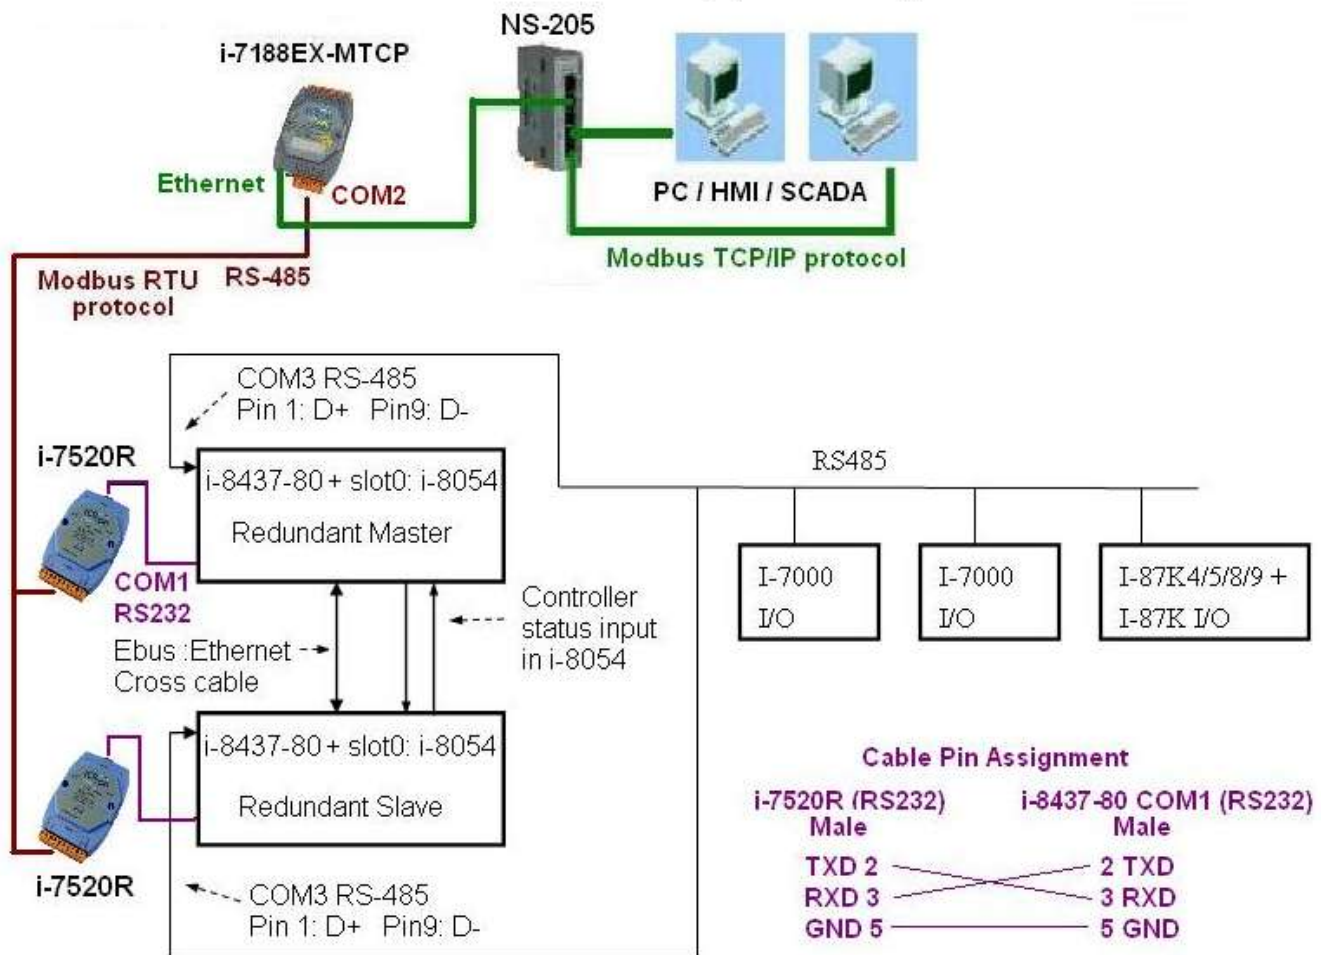 NS-205
i-7188EX-MTCP
Ethernet
COM2
PC / HMI / SCADA
Modbus TCP/IP protocol
Modbus RTU
protocol
RS-485
COM3 RS-485
Pin 1: D+ Pin9: D-
i-7520R
i-8437-80 + slot0: i-8054
Redundant Master
RS485
COM1
RS232
I-7000
I/O
I-7000
I/O
I-87K4/5/8/9 +
I-87K I/O
Ebus :Ethernet
Cross cable
Controller
status input
in i-8054
i-8437-80 + slot0: i-8054
Redundant Slave
i-7520R
COM3 RS-485
Pin 1: D+ Pin9: D-
Cable Pin Assignment
i-7520R (RS232)
Male
i-8437-80 COM1 (RS232)
Male
TXD 2
2 TXD
RXD 3
3 RXD
GND 5
5 GND